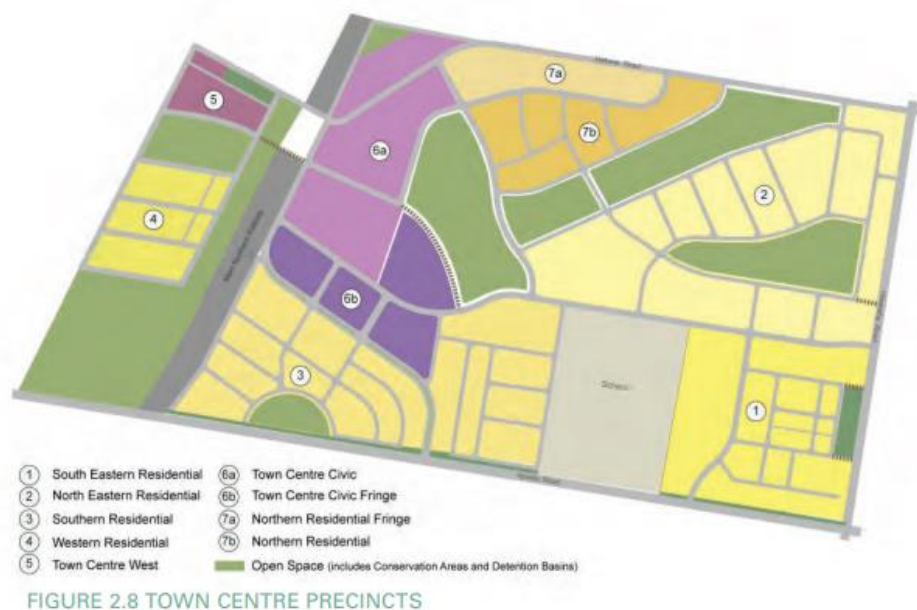 7a
5
6a
7b
2
4
6b
3
School
1
1 South Eastern Residential
2 North Eastern Residential
3 Southern Residential
4 Western Residential
5 Town Centre West
6a Town Centre Civic
6b Town Centre Civic Fringe
7a Northern Residential Fringe
7b Northern Residential
Open Space (includes Conservation Areas and Detention Basins)
FIGURE 2.8 TOWN CENTRE PRECINCTS